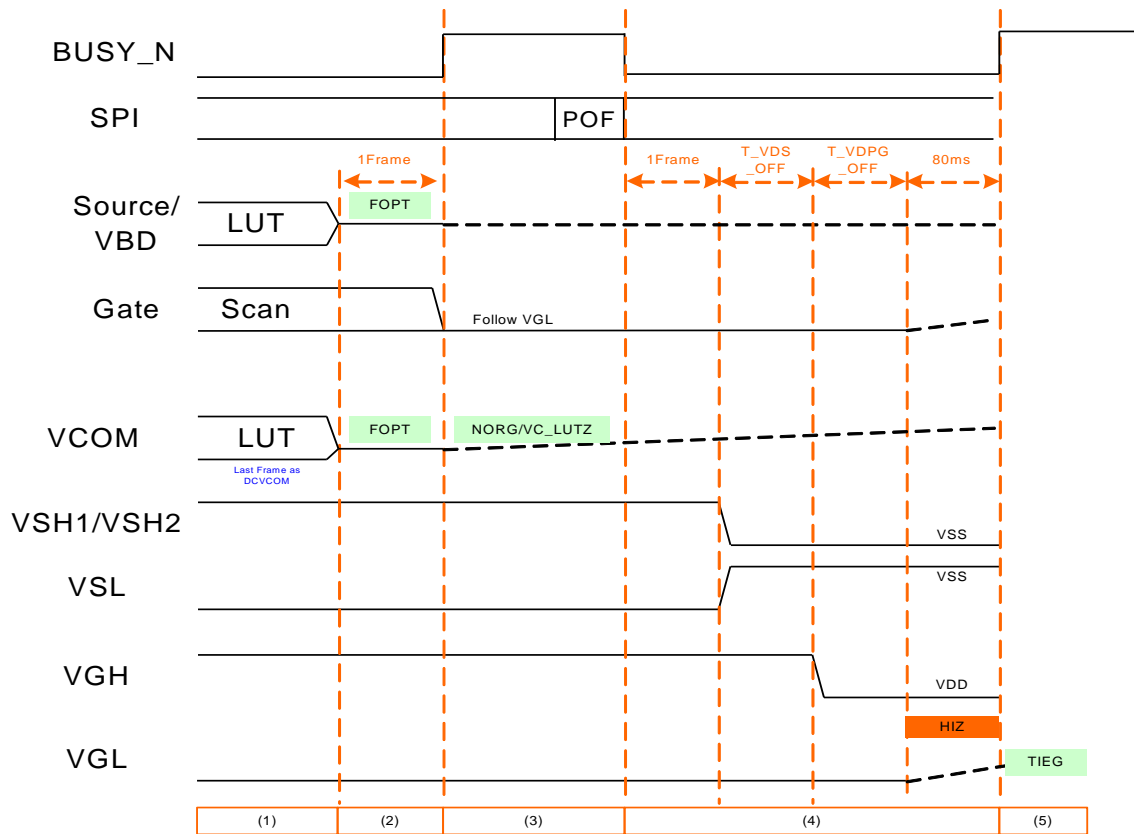 BUSY_N
SPI
POF
1Frame
1Frame
T_VDS
_OFF
T_VDPG
_OFF
80ms
Source/
VBD
LUT
FOPT
Gate
Scan
Follow VGL
VCOM
LUT
FOPT
NORG/VC_LUTZ
Last Frame as
DCVCOM
VSH1/VSH2
VSS
VSL
VSS
VGH
VDD
HIZ
VGL
TIEG
(1)
(2)
(3)
(4)
(5)